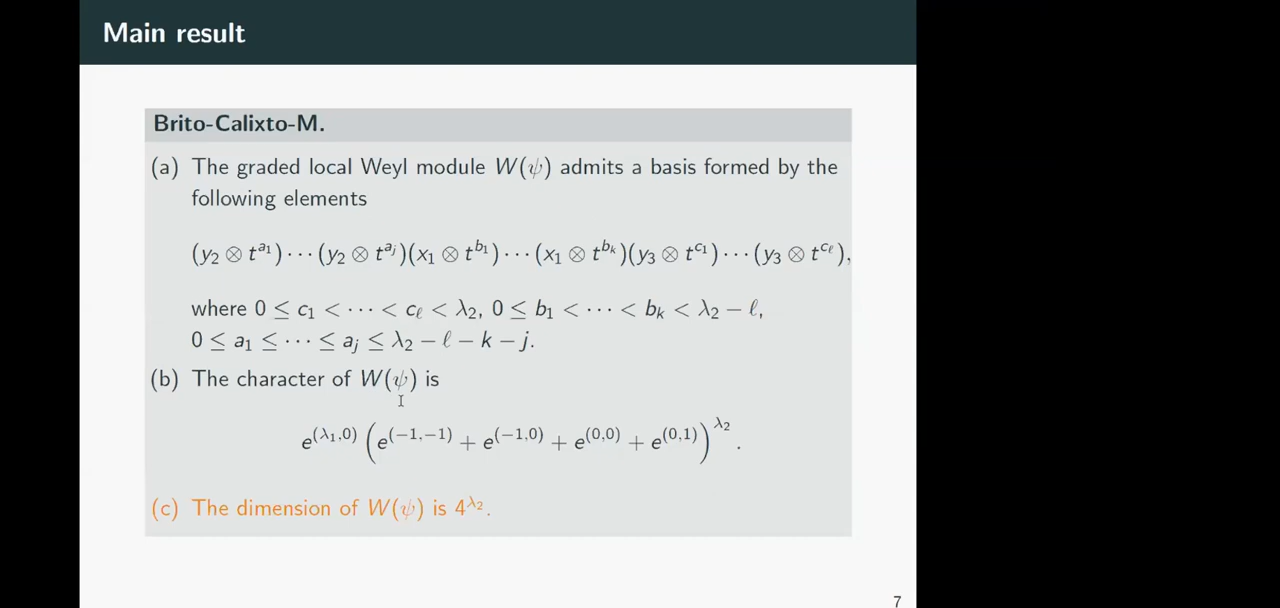 Main result
Brito-Calixto-M.
(a) The graded local Weyl module W(ψ) admits a basis formed by the
following elements
(y₂ ⊗ t^{a₁}) ··· (y₂ ⊗ t^{a_j})(x₁ ⊗ t^{b₁}) ··· (x₁ ⊗ t^{b_k})(y₃ ⊗ t^{c₁}) ··· (y₃ ⊗ t^{c_ℓ}),
where 0 ≤ c₁ < ··· < c_ℓ < λ₂, 0 ≤ b₁ < ··· < b_k < λ₂ − ℓ,
0 ≤ a₁ ≤ ··· ≤ a_j ≤ λ₂ − ℓ − k − j.
(b) The character of W(ψ) is
e^{(λ₁,0)} (e^{(−1,−1)} + e^{(−1,0)} + e^{(0,0)} + e^{(0,1)})^{λ₂}.
(c) The dimension of W(ψ) is 4^{λ₂}.
7